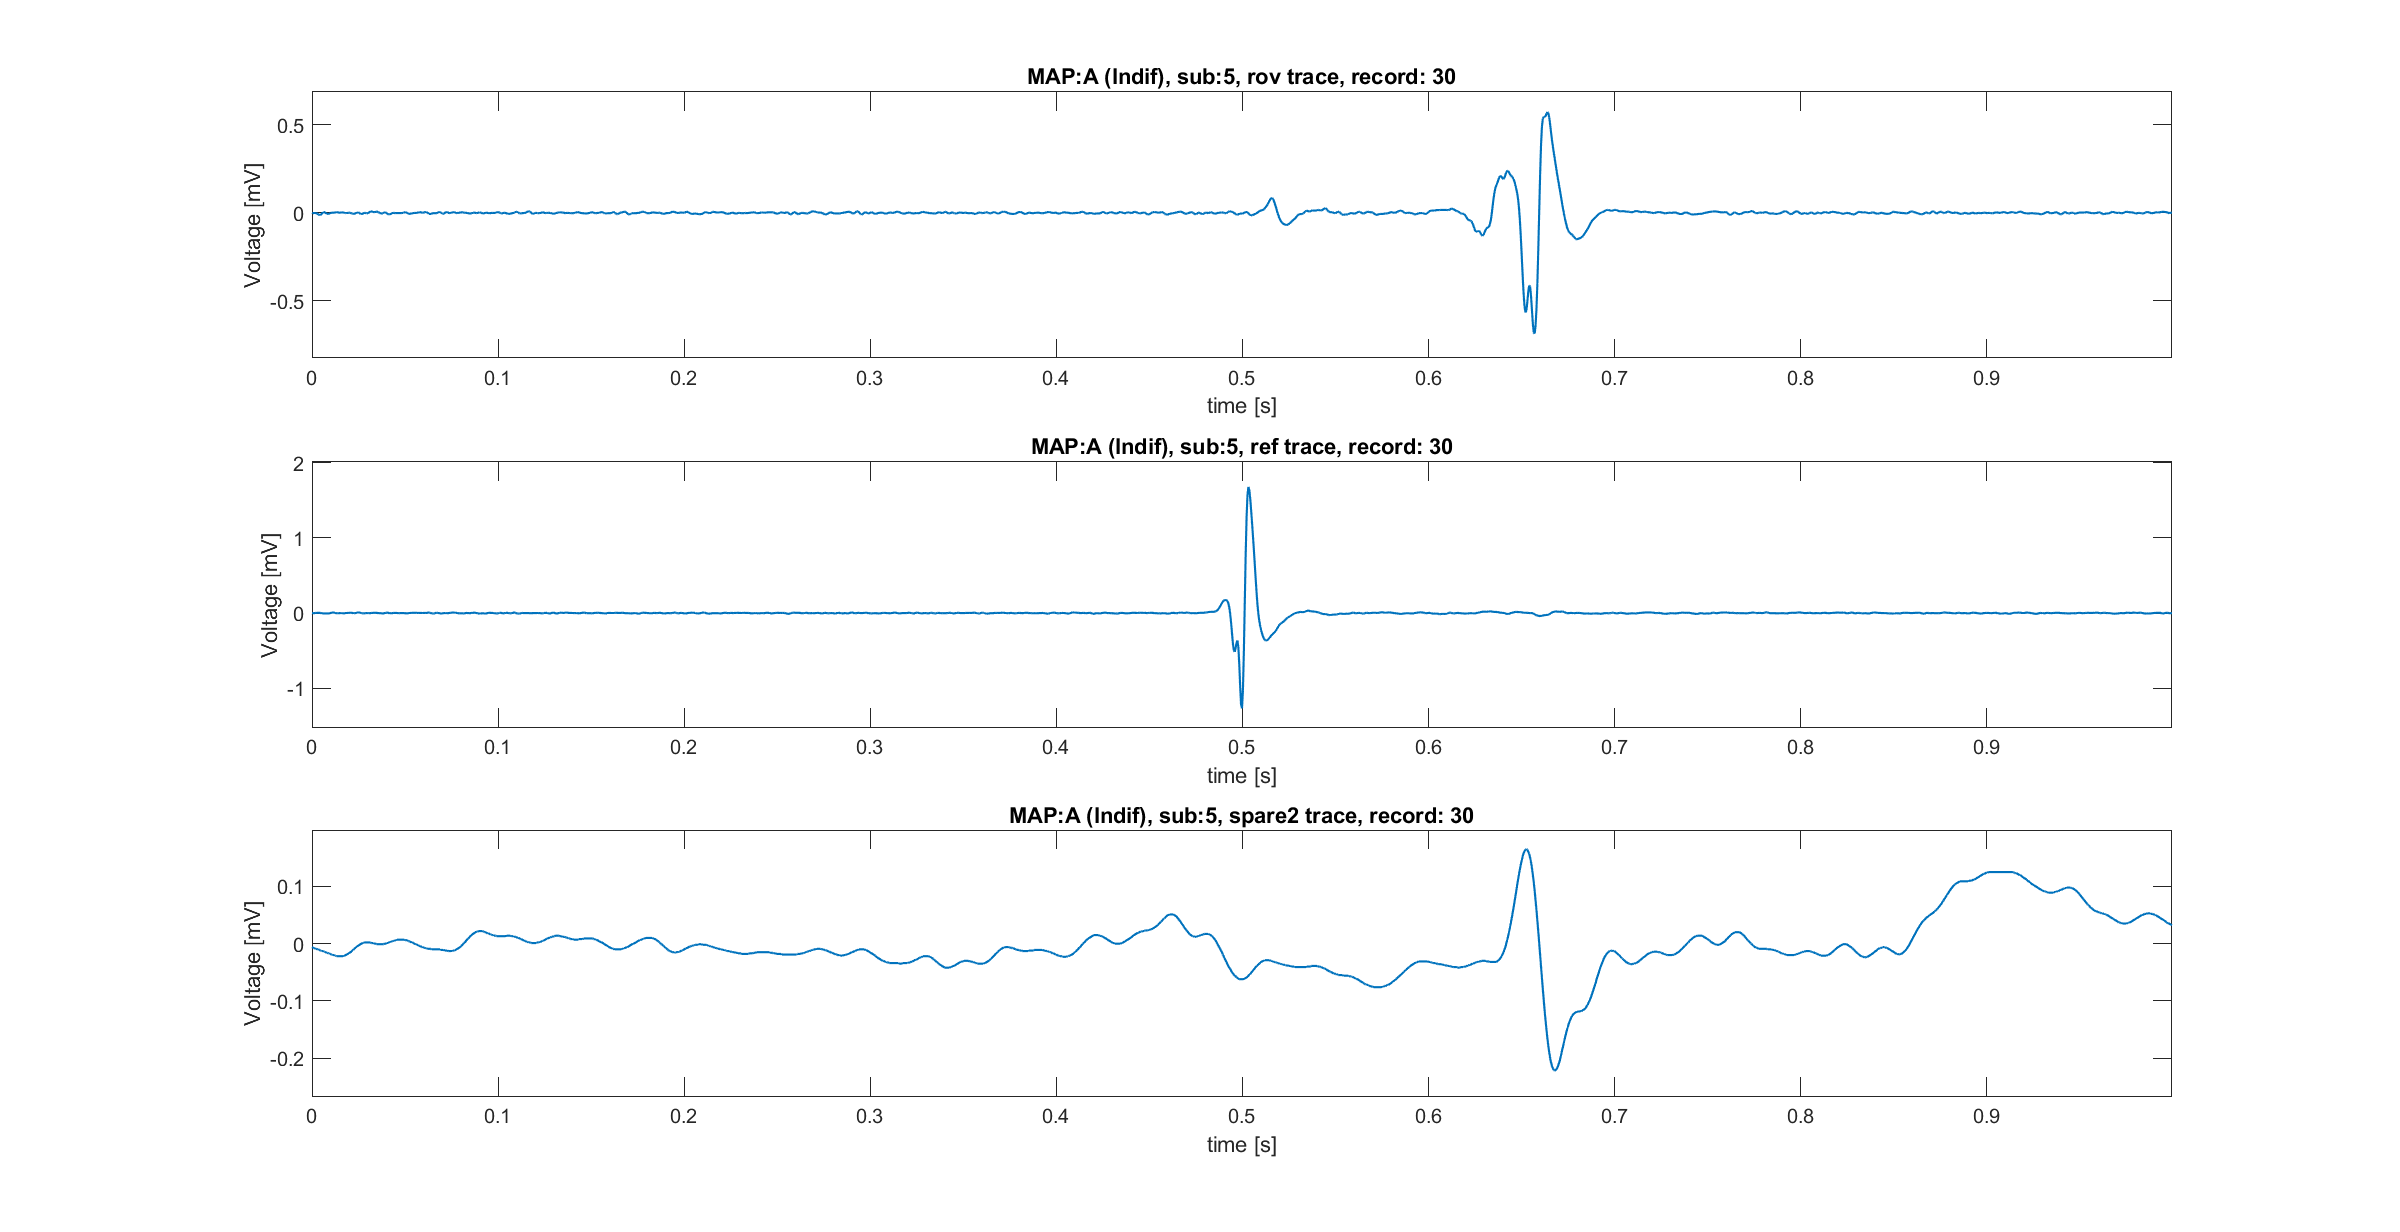 MAP:A (Indif), sub:5, rov trace, record: 30
0.5
0
-0.5
Voltage [mV]
0 0.1 0.2 0.3 0.4 0.5 0.6 0.7 0.8 0.9
time [s]
MAP:A (Indif), sub:5, ref trace, record: 30
2
1
0
-1
Voltage [mV]
0 0.1 0.2 0.3 0.4 0.5 0.6 0.7 0.8 0.9
time [s]
MAP:A (Indif), sub:5, spare2 trace, record: 30
0.1
0
-0.1
-0.2
Voltage [mV]
0 0.1 0.2 0.3 0.4 0.5 0.6 0.7 0.8 0.9
time [s]